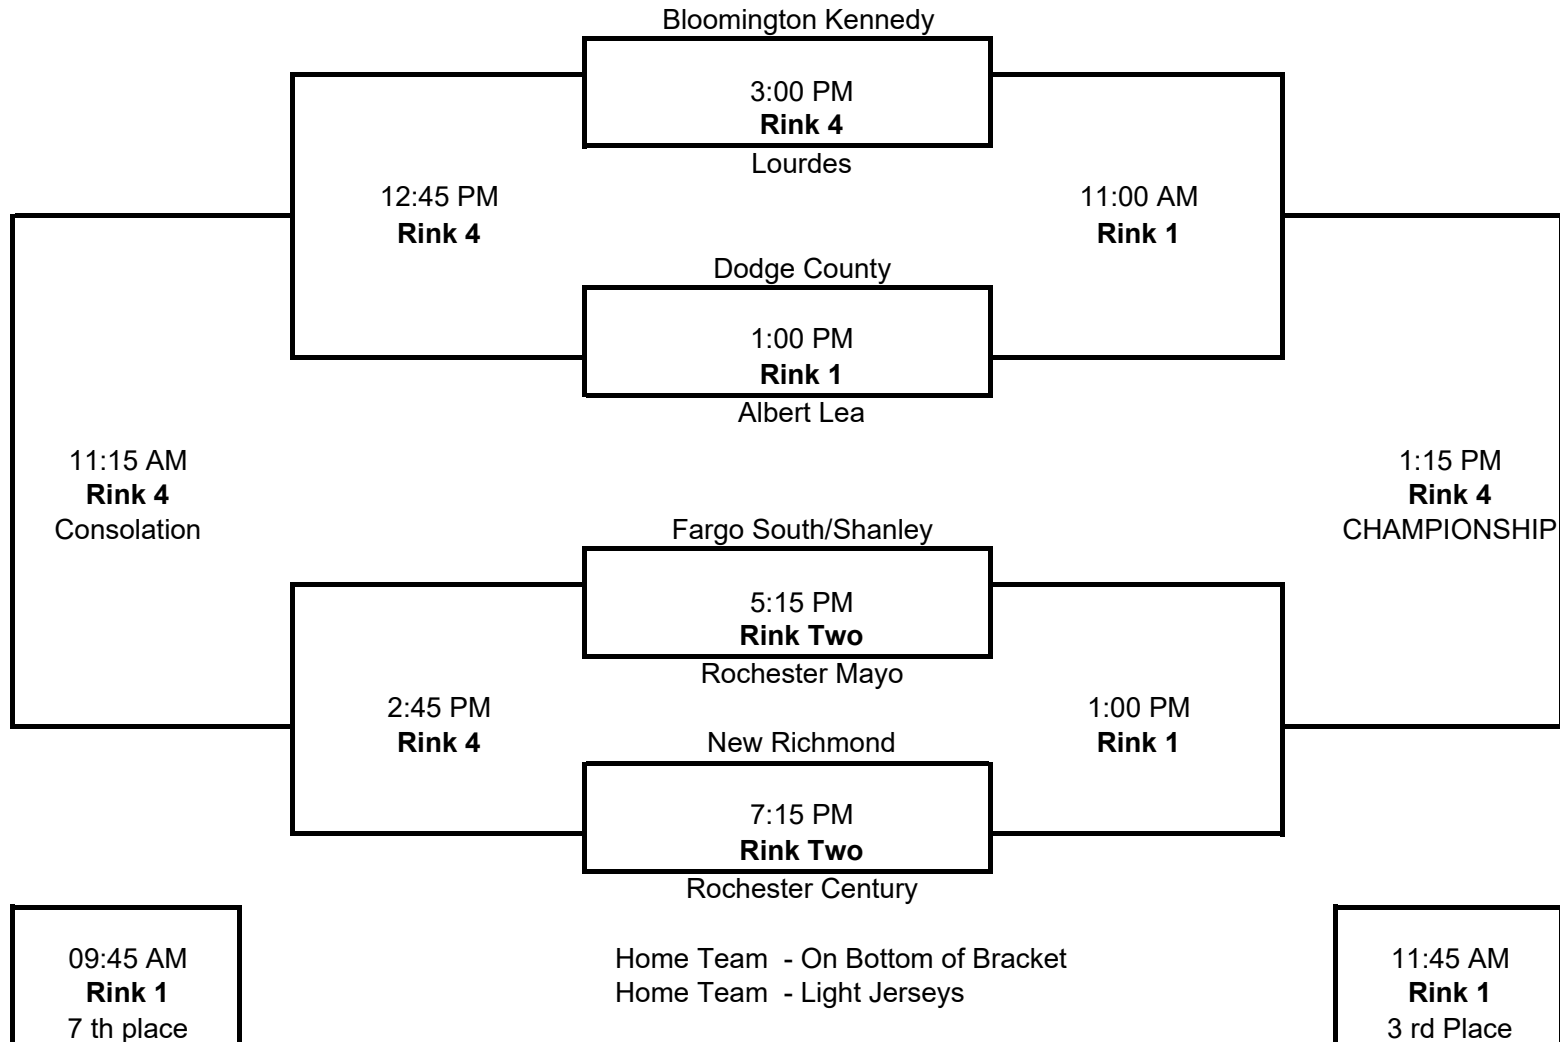 Bloomington Kennedy
3:00 PM
Rink 4
Lourdes
12:45 PM
Rink 4
11:00 AM
Rink 1
Dodge County
1:00 PM
Rink 1
Albert Lea
11:15 AM
Rink 4
Consolation
1:15 PM
Rink 4
CHAMPIONSHIP
Fargo South/Shanley
5:15 PM
Rink Two
Rochester Mayo
2:45 PM
Rink 4
1:00 PM
Rink 1
New Richmond
7:15 PM
Rink Two
Rochester Century
09:45 AM
Rink 1
7 th place
Home Team - On Bottom of Bracket
Home Team - Light Jerseys
11:45 AM
Rink 1
3 rd Place